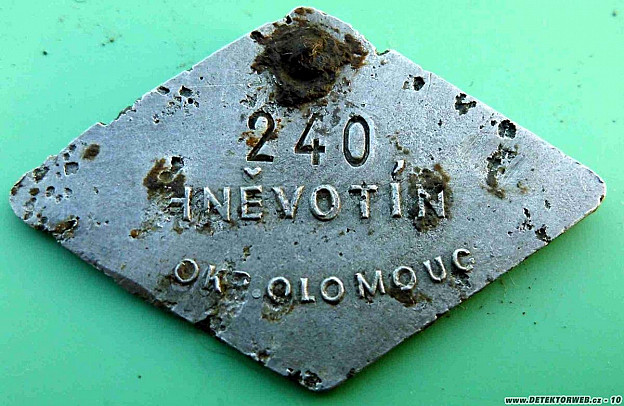 240
HNĚVOTÍN
OKR. OLOMOUC
www.DETEKTORWEB.cz - 10